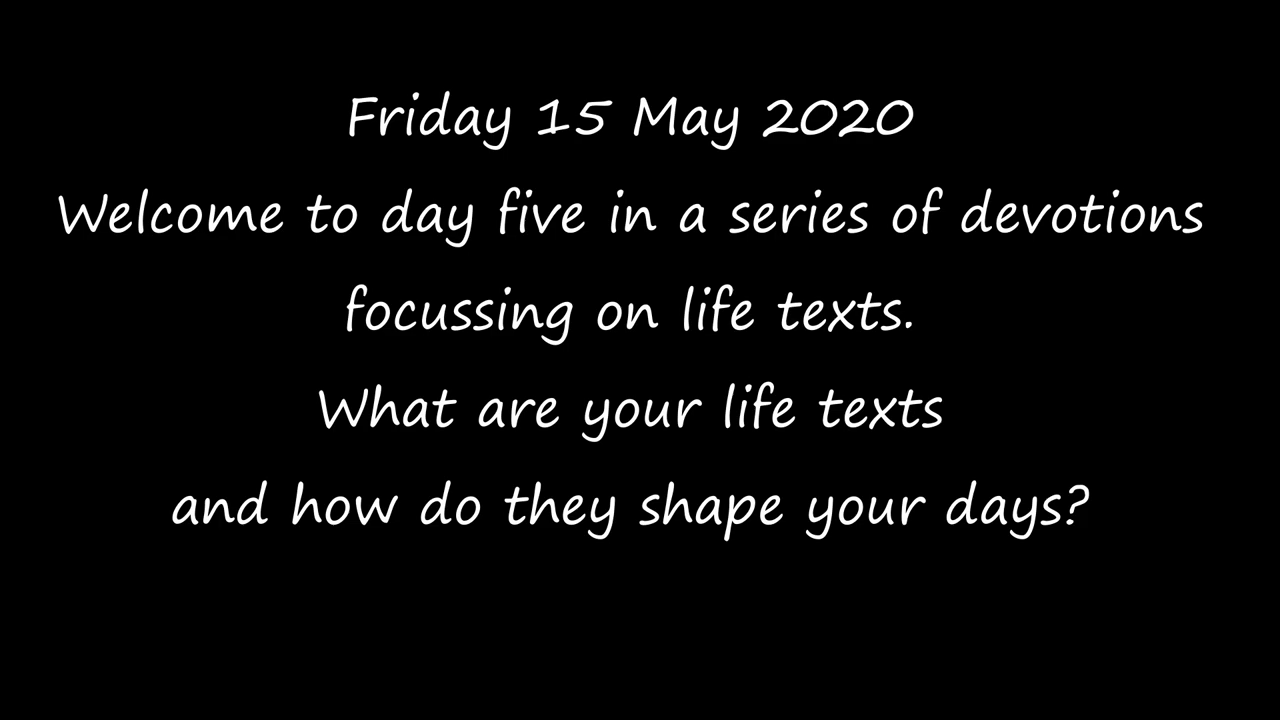 Friday 15 May 2020
Welcome to day five in a series of devotions
focussing on life texts.
What are your life texts
and how do they shape your days?